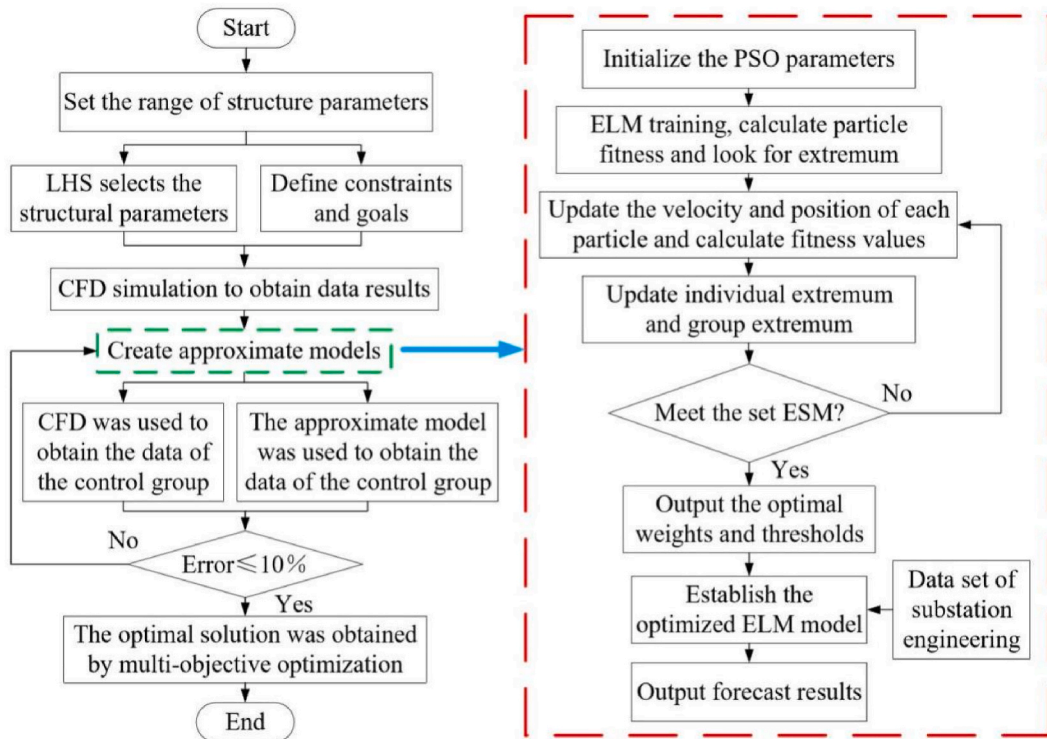 Start
Set the range of structure parameters
LHS selects the
structural parameters
Define constraints
and goals
CFD simulation to obtain data results
Create approximate models
CFD was used to
obtain the data of
the control group
The approximate model
was used to obtain the
data of the control group
No
Error≤10%
Yes
The optimal solution was obtained
by multi-objective optimization
End
Initialize the PSO parameters
ELM training, calculate particle
fitness and look for extremum
Update the velocity and position of each
particle and calculate fitness values
Update individual extremum
and group extremum
Meet the set ESM?
No
Yes
Output the optimal
weights and thresholds
Establish the
optimized ELM model
Data set of
substation
engineering
Output forecast results